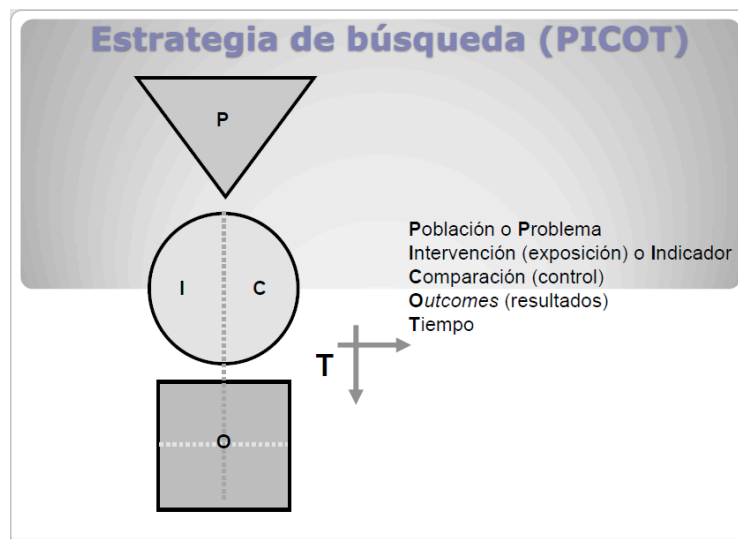 Estrategia de búsqueda (PICOT)
P
I
C
Población o Problema
Intervención (exposición) o Indicador
Comparación (control)
Outcomes (resultados)
Tiempo
T
O